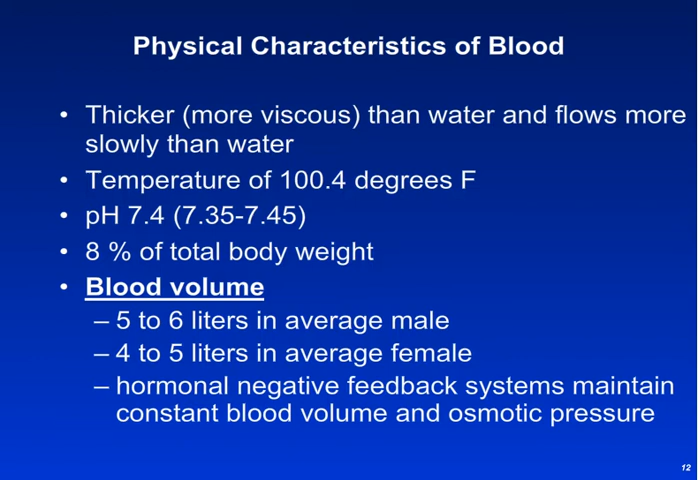 Physical Characteristics of Blood
• Thicker (more viscous) than water and flows more
slowly than water
• Temperature of 100.4 degrees F
• pH 7.4 (7.35-7.45)
• 8 % of total body weight
• Blood volume
– 5 to 6 liters in average male
– 4 to 5 liters in average female
– hormonal negative feedback systems maintain
constant blood volume and osmotic pressure
12